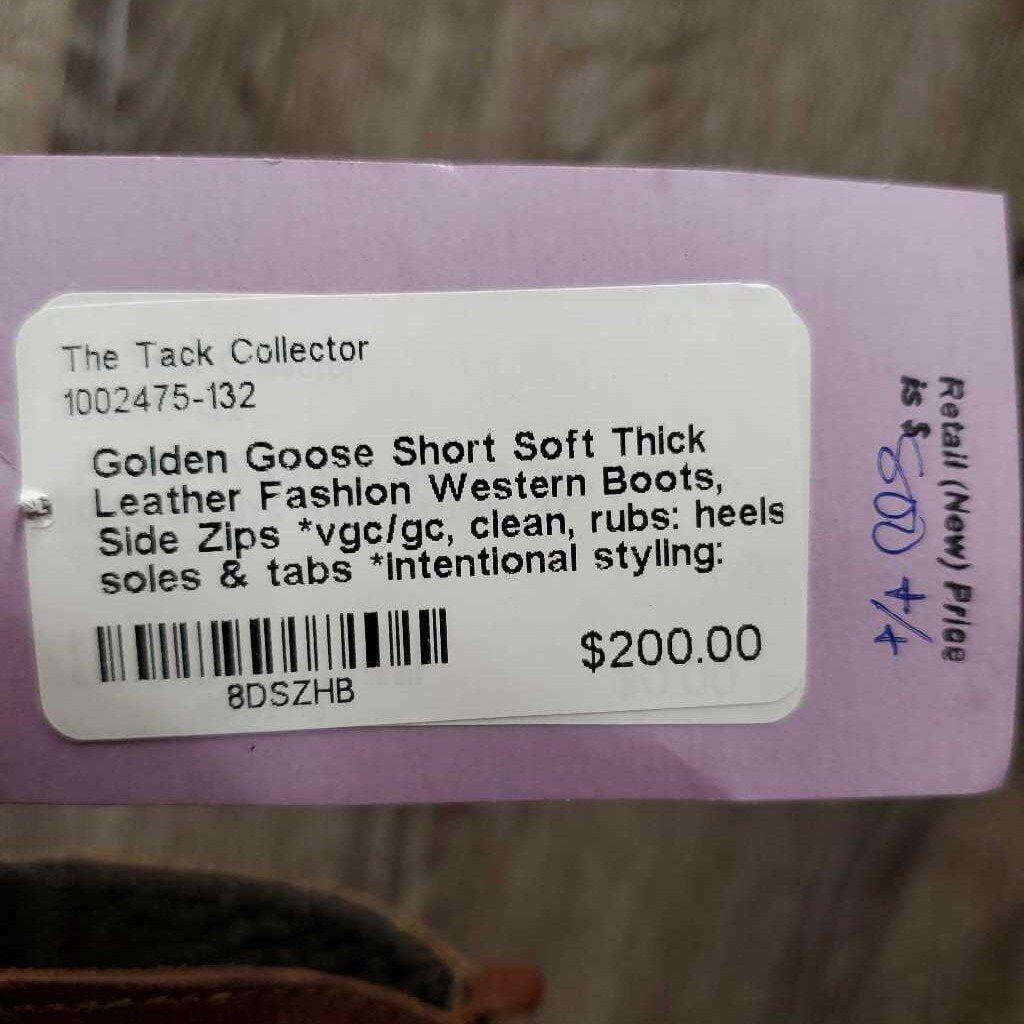 The Tack Collector
1002475-132
Golden Goose Short Soft Thick
Leather Fashion Western Boots,
Side Zips *vgc/gc, clean, rubs: heels
soles & tabs *intentional styling:
8DSZHB
$200.00
Retail (New) Price
is $ 800 +/+